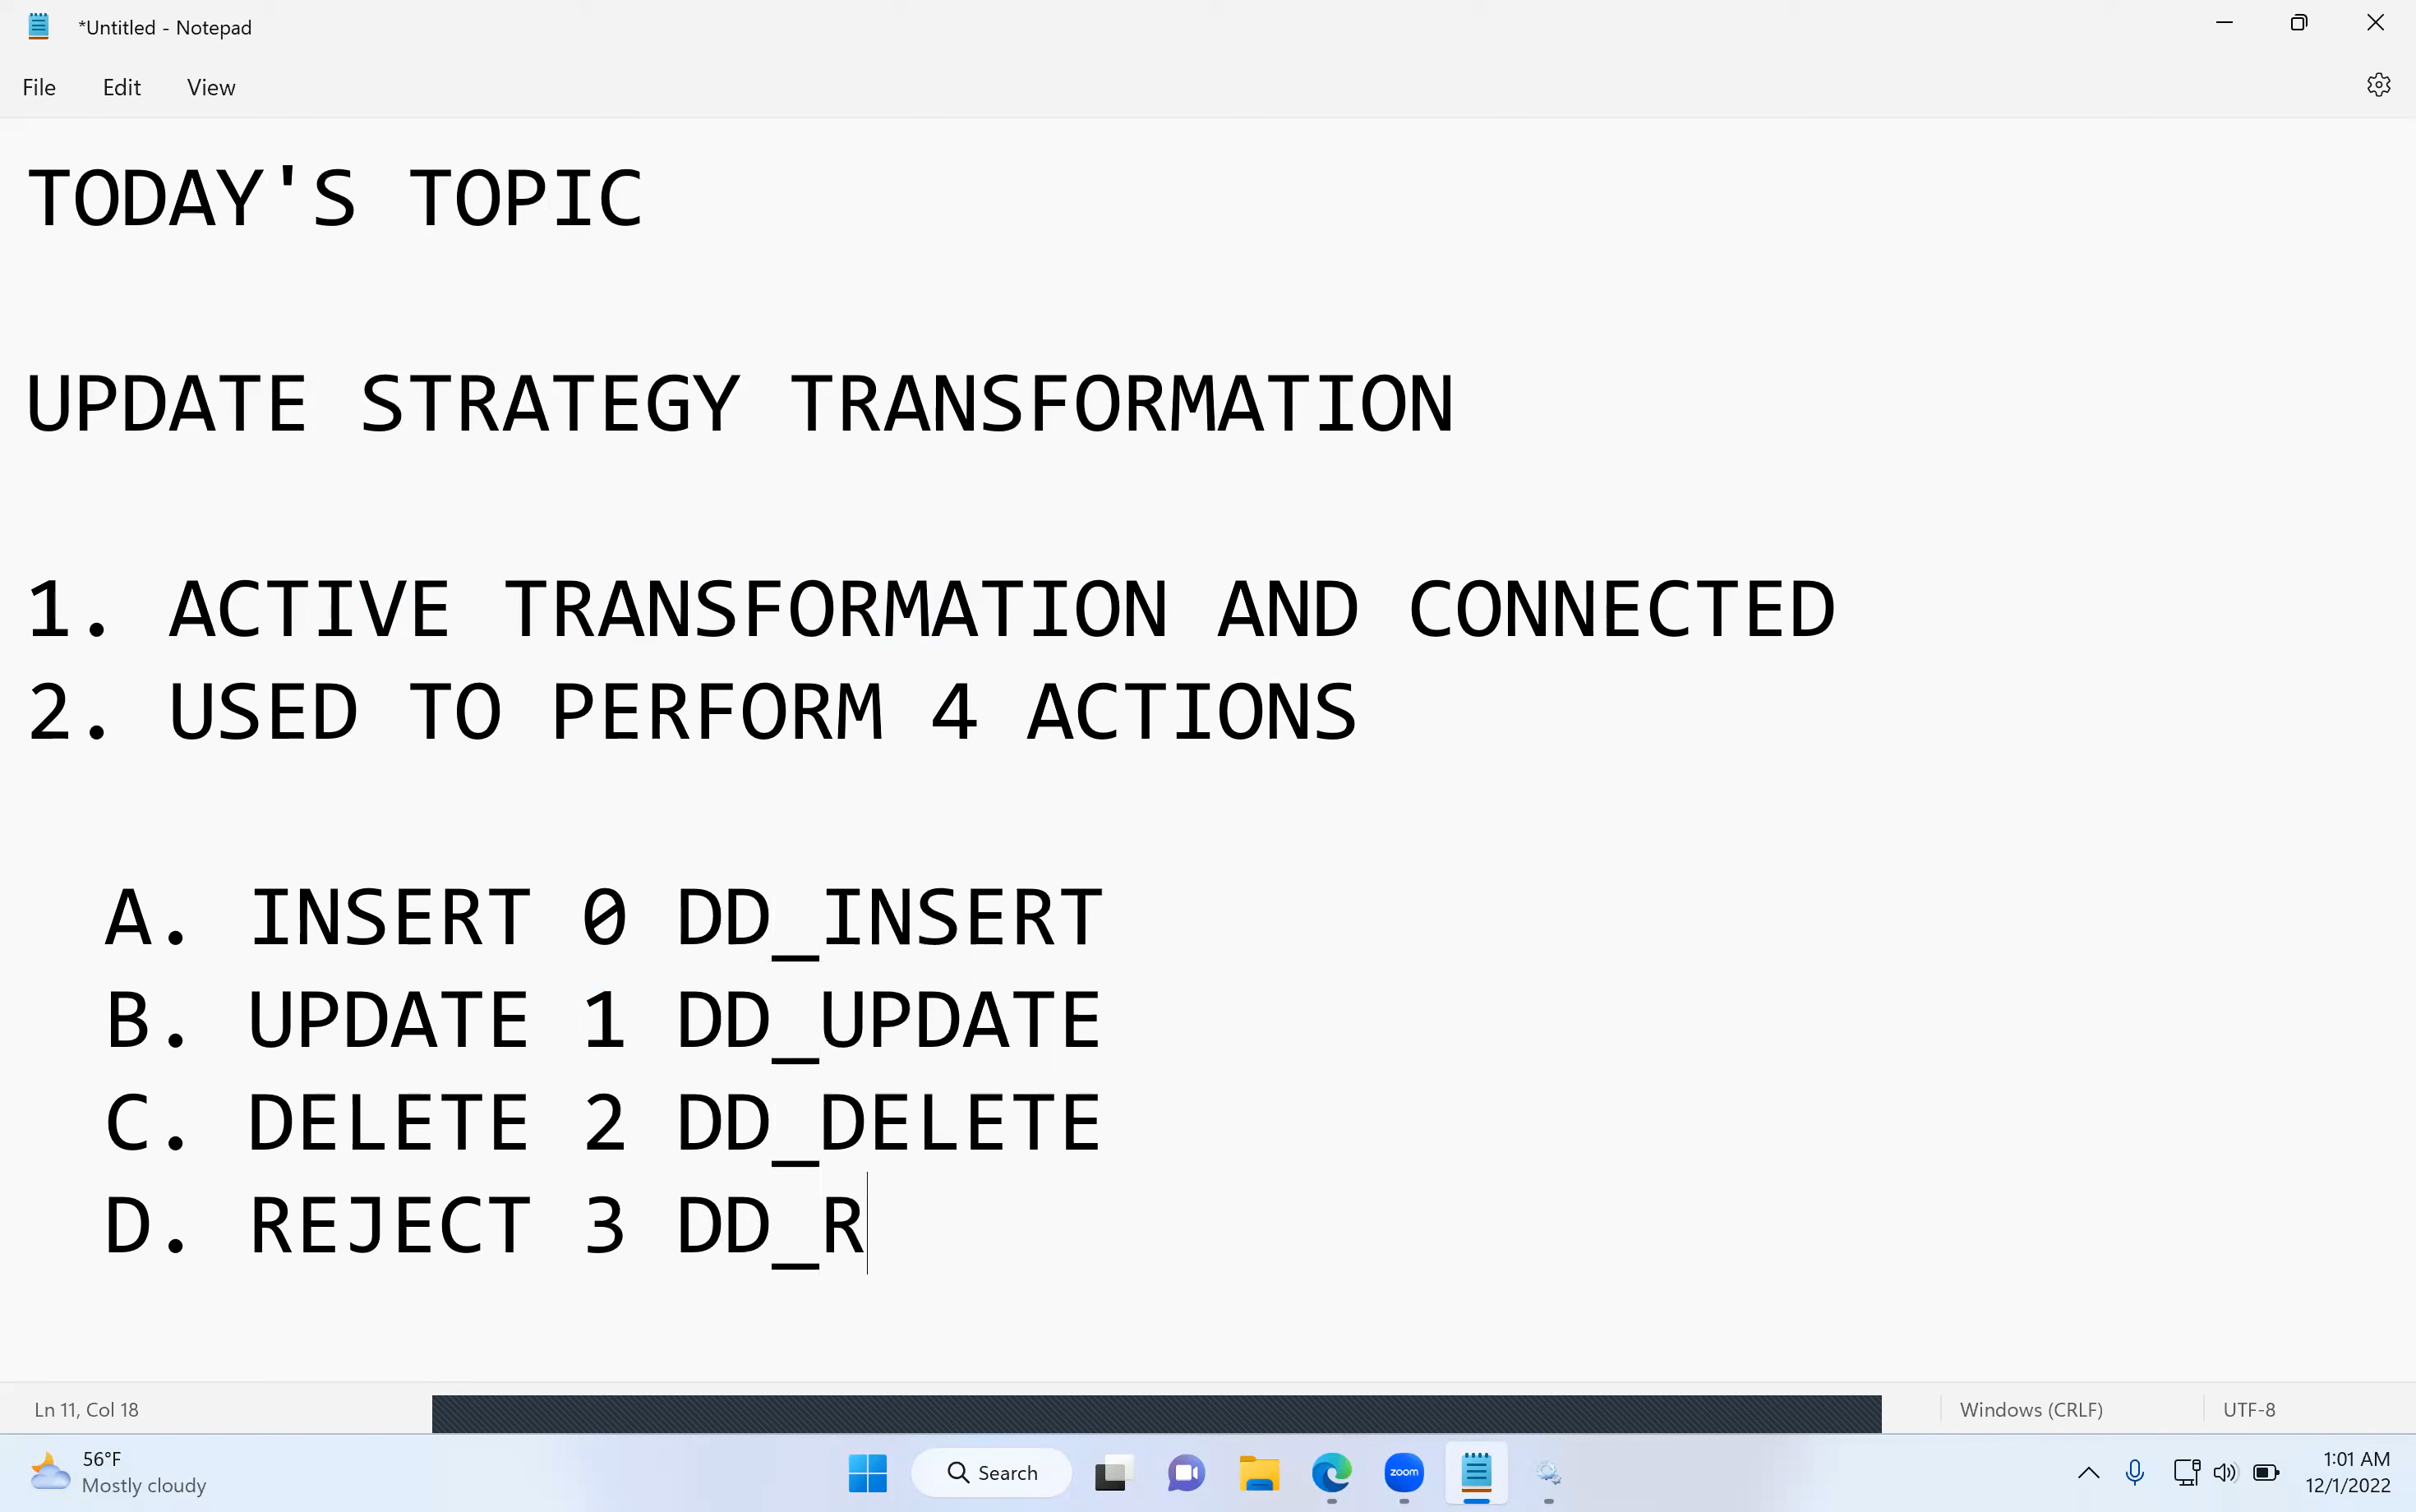 *Untitled - Notepad
File Edit View
TODAY'S TOPIC
UPDATE STRATEGY TRANSFORMATION
1. ACTIVE TRANSFORMATION AND CONNECTED
2. USED TO PERFORM 4 ACTIONS
A. INSERT 0 DD_INSERT
B. UPDATE 1 DD_UPDATE
C. DELETE 2 DD_DELETE
D. REJECT 3 DD_R
Ln 11, Col 18 Windows (CRLF) UTF-8
56°F
Mostly cloudy
Search
zoom
1:01 AM
12/1/2022